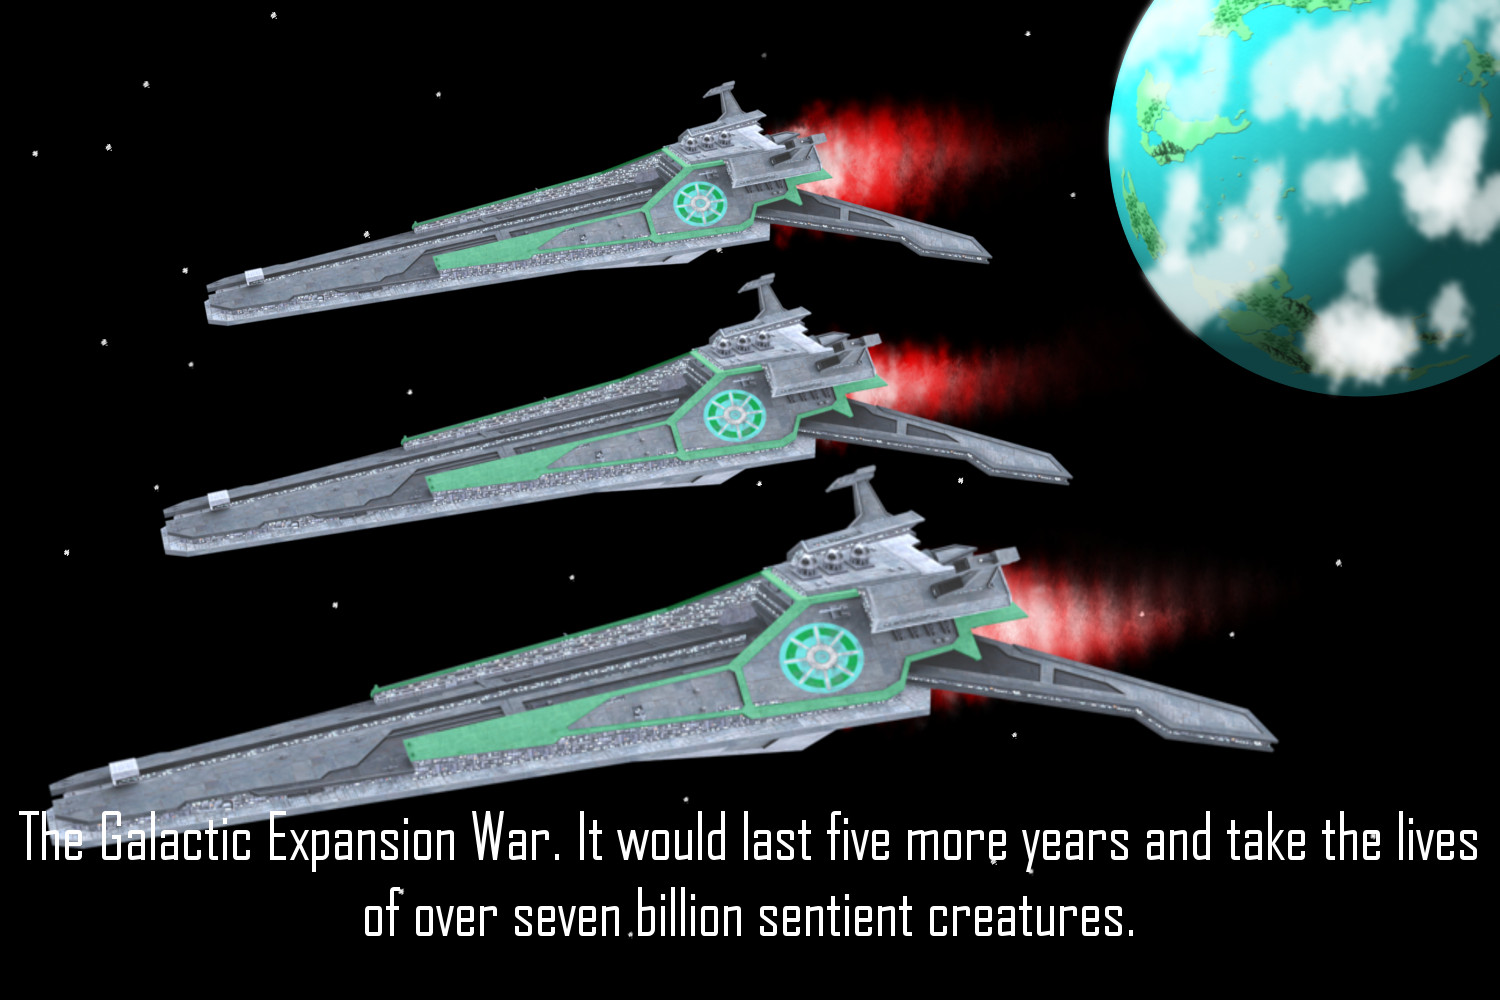 The Galactic Expansion War. It would last five more years and take the lives
of over seven billion sentient creatures.